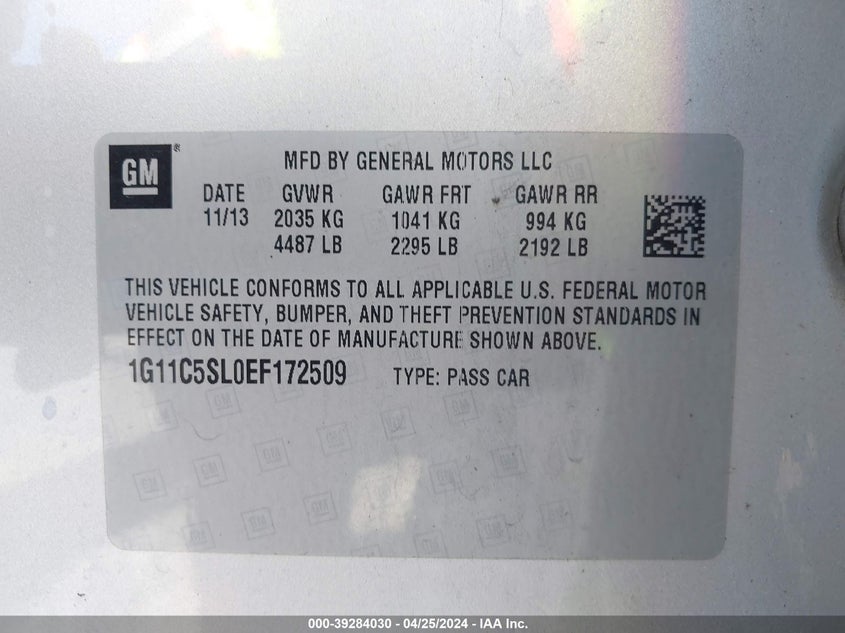 GM®
MFD BY GENERAL MOTORS LLC
DATE GVWR GAWR FRT GAWR RR
11/13 2035 KG 1041 KG 994 KG
4487 LB 2295 LB 2192 LB
THIS VEHICLE CONFORMS TO ALL APPLICABLE U.S. FEDERAL MOTOR
VEHICLE SAFETY, BUMPER, AND THEFT PREVENTION STANDARDS IN
EFFECT ON THE DATE OF MANUFACTURE SHOWN ABOVE.
1G11C5SL0EF172509 TYPE: PASS CAR
000-39284030 - 04/25/2024 - IAANI - Copyright 2024 IAA, Inc.